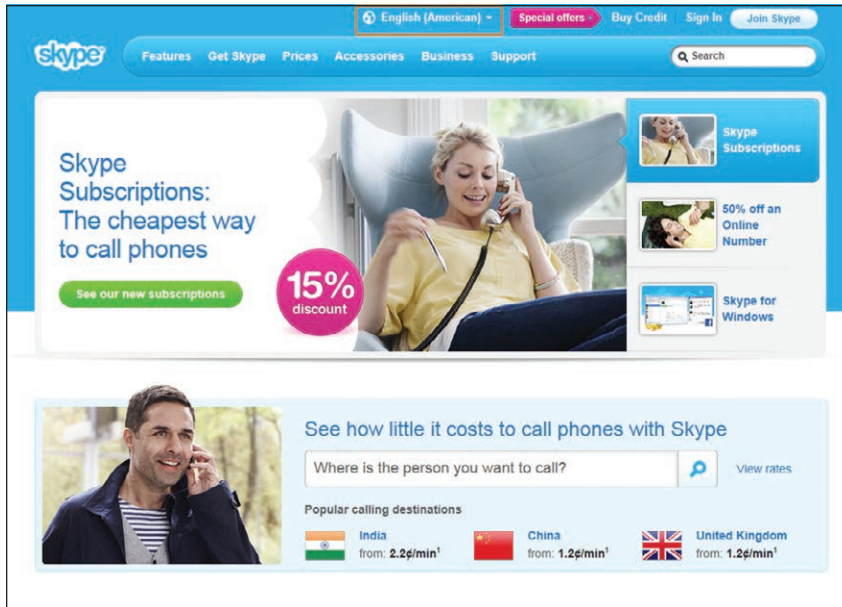 English (American)
Special offers
Buy Credit
Sign In
Join Skype
skype
Features
Get Skype
Prices
Accessories
Business
Support
Search
Skype
Subscriptions:
The cheapest way
to call phones
See our new subscriptions
15%
discount
Skype
Subscriptions
50% off an
Online
Number
Skype for
Windows
See how little it costs to call phones with Skype
Where is the person you want to call?
View rates
Popular calling destinations
India
from: 2.2¢/min¹
China
from: 1.2¢/min¹
United Kingdom
from: 1.2¢/min¹